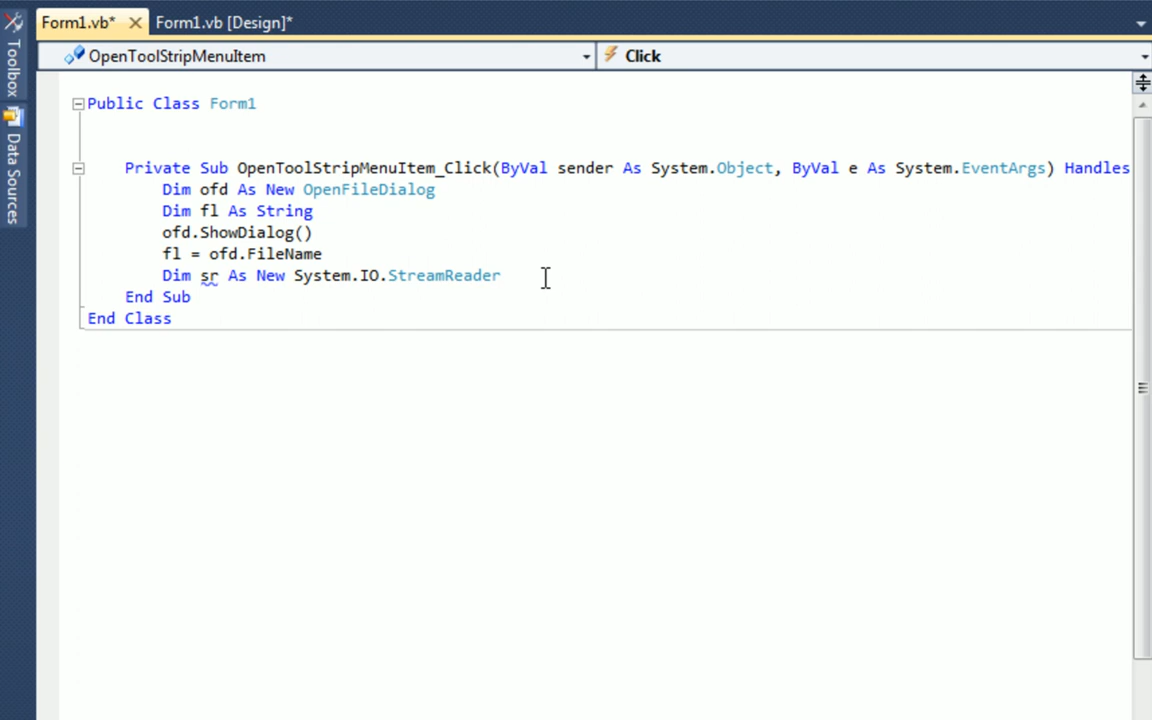 Form1.vb* Form1.vb [Design]*
Toolbox
Data Sources
OpenToolStripMenuItem Click
Public Class Form1
Private Sub OpenToolStripMenuItem_Click(ByVal sender As System.Object, ByVal e As System.EventArgs) Handles
Dim ofd As New OpenFileDialog
Dim fl As String
ofd.ShowDialog()
fl = ofd.FileName
Dim sr As New System.IO.StreamReader
End Sub
End Class